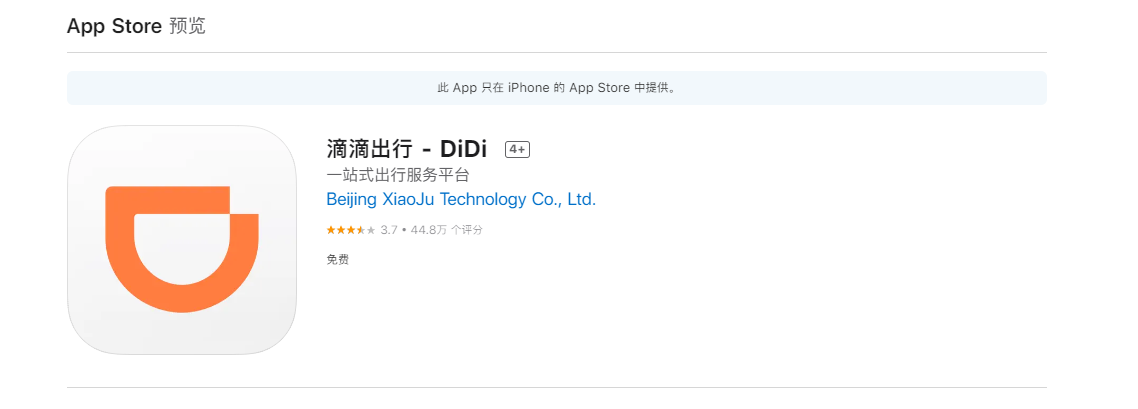 App Store 预览
此 App 只在 iPhone 的 App Store 中提供。
滴滴出行 - DiDi 4+
一站式出行服务平台
Beijing XiaoJu Technology Co., Ltd.
3.7 • 44.8万 个评分
免费